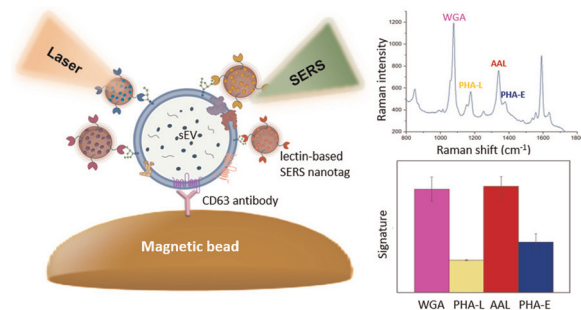 Laser
SERS
sEV
lectin-based
SERS nanotag
CD63 antibody
Magnetic bead
Raman intensity
1200
1000
800
600
400
200
WGA
PHA-L
AAL
PHA-E
800
1000
1200
1400
1600
1800
Raman shift (cm⁻¹)
Signature
WGA
PHA-L
AAL
PHA-E